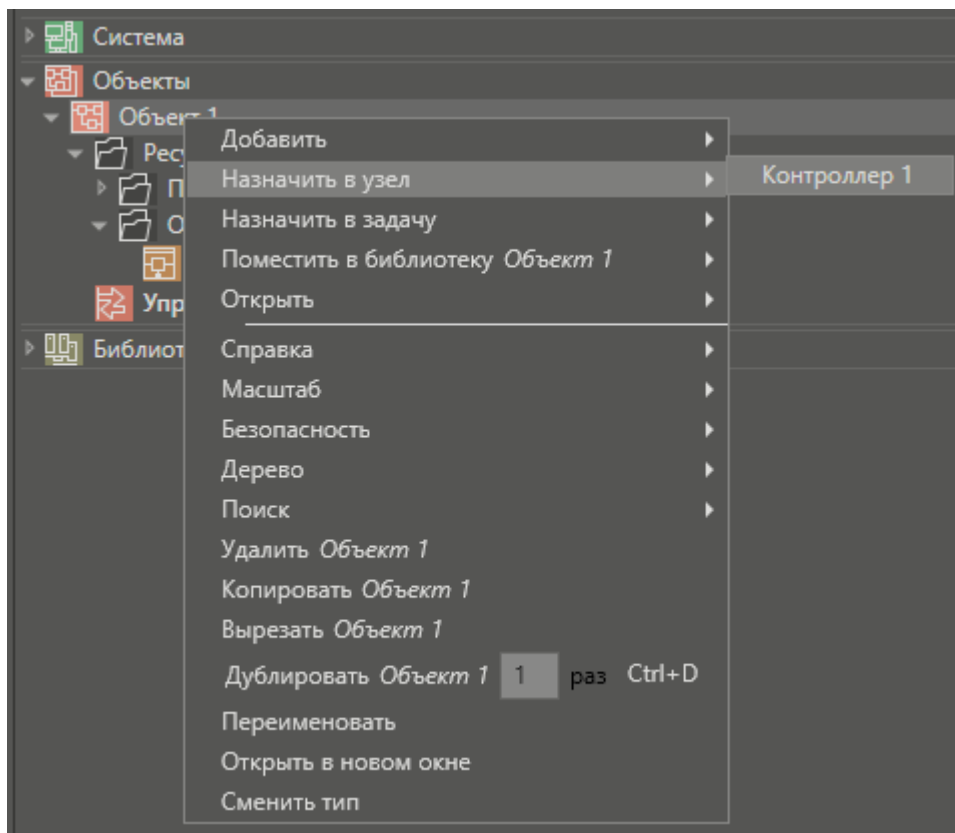 Система
Объекты
Объект 1
Добавить
Назначить в узел
Контроллер 1
Назначить в задачу
Поместить в библиотеку Объект 1
Открыть
Справка
Масштаб
Безопасность
Дерево
Поиск
Удалить Объект 1
Копировать Объект 1
Вырезать Объект 1
Дублировать Объект 1 1 раз Ctrl+D
Переименовать
Открыть в новом окне
Сменить тип